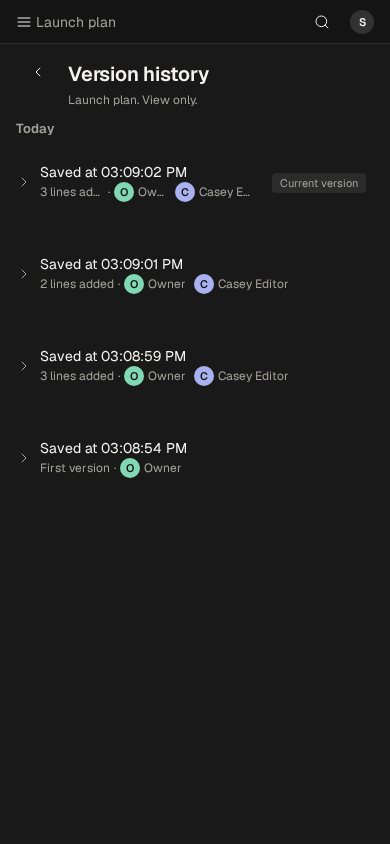 Launch plan
S
Version history
Launch plan. View only.
Today
Saved at 03:09:02 PM
3 lines ad... · O Ow... C Casey E...
Current version
Saved at 03:09:01 PM
2 lines added · O Owner C Casey Editor
Saved at 03:08:59 PM
3 lines added · O Owner C Casey Editor
Saved at 03:08:54 PM
First version · O Owner